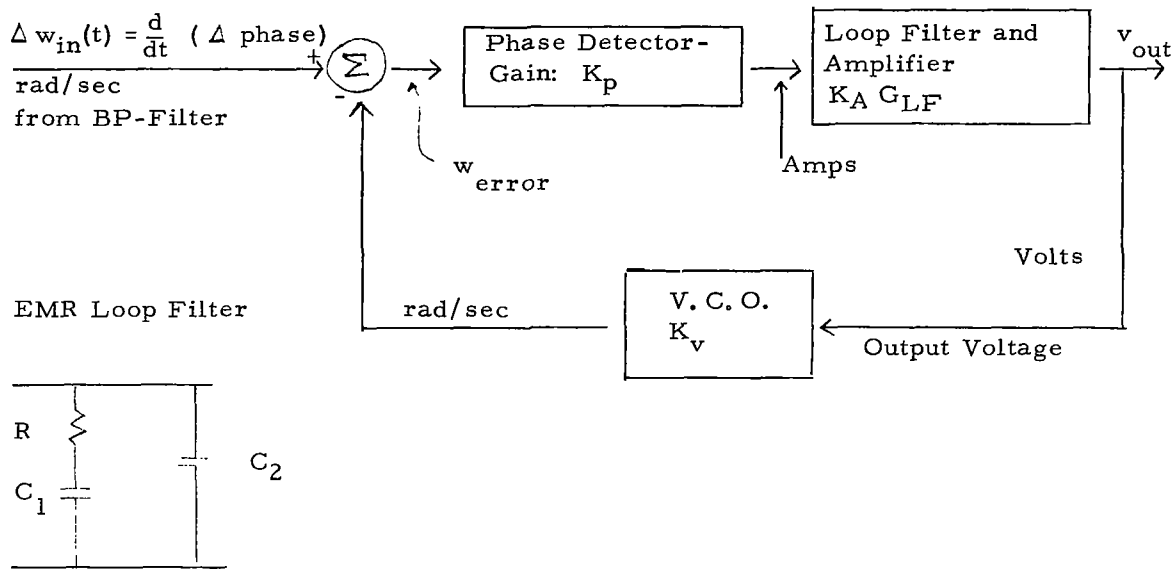 Δ w_in(t) = d/dt ( Δ phase)
rad/sec
from BP-Filter
+
-
Σ
w_error
Phase Detector-
Gain: K_p
Amps
Loop Filter and
Amplifier
K_A G_LF
v_out
Volts
Output Voltage
V. C. O.
K_v
rad/sec
EMR Loop Filter
R
C_1
C_2